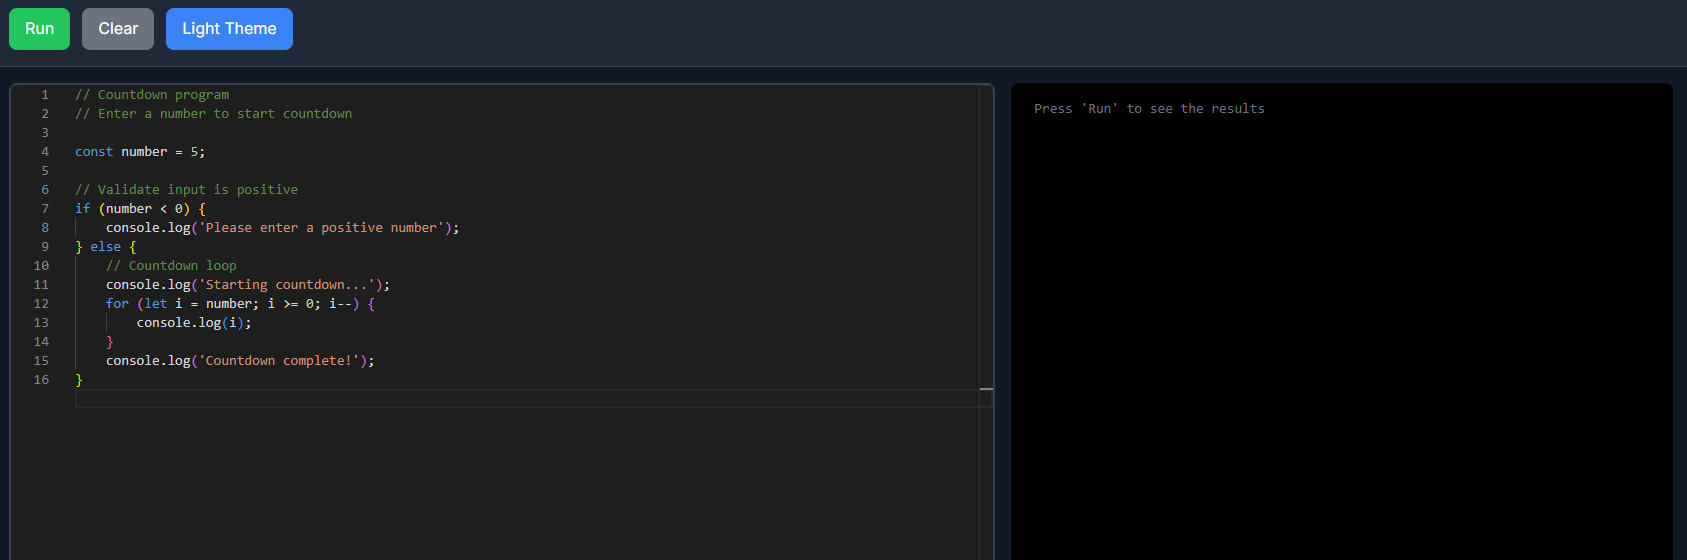 Run Clear Light Theme
1 // Countdown program
2 // Enter a number to start countdown
3
4 const number = 5;
5
6 // Validate input is positive
7 if (number < 0) {
8     console.log('Please enter a positive number');
9 } else {
10     // Countdown loop
11     console.log('Starting countdown...');
12     for (let i = number; i >= 0; i--) {
13         console.log(i);
14     }
15     console.log('Countdown complete!');
16 }
Press 'Run' to see the results